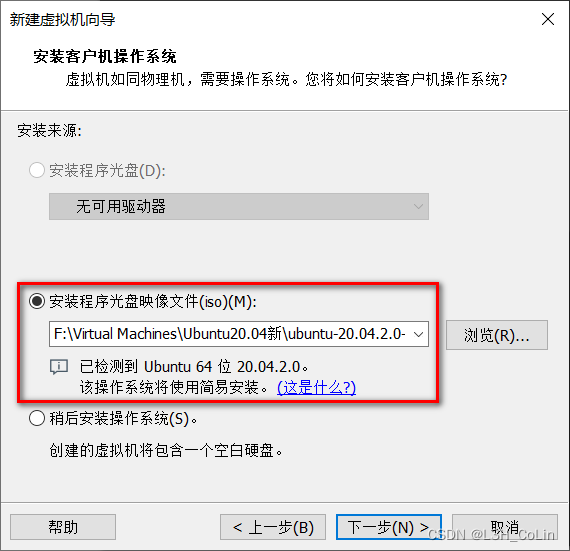 新建虚拟机向导
安装客户机操作系统
虚拟机如同物理机，需要操作系统。您将如何安装客户机操作系统?
安装来源:
安装程序光盘(D):
无可用驱动器
安装程序光盘映像文件(iso)(M):
F:\Virtual Machines\Ubuntu20.04新\ubuntu-20.04.2.0-
浏览(R)...
已检测到 Ubuntu 64 位 20.04.2.0。
该操作系统将使用简易安装。(这是什么?)
稍后安装操作系统(S)。
创建的虚拟机将包含一个空白硬盘。
帮助
< 上一步(B)
下一步(N) >
取消
CSDN @L3H_CoLin